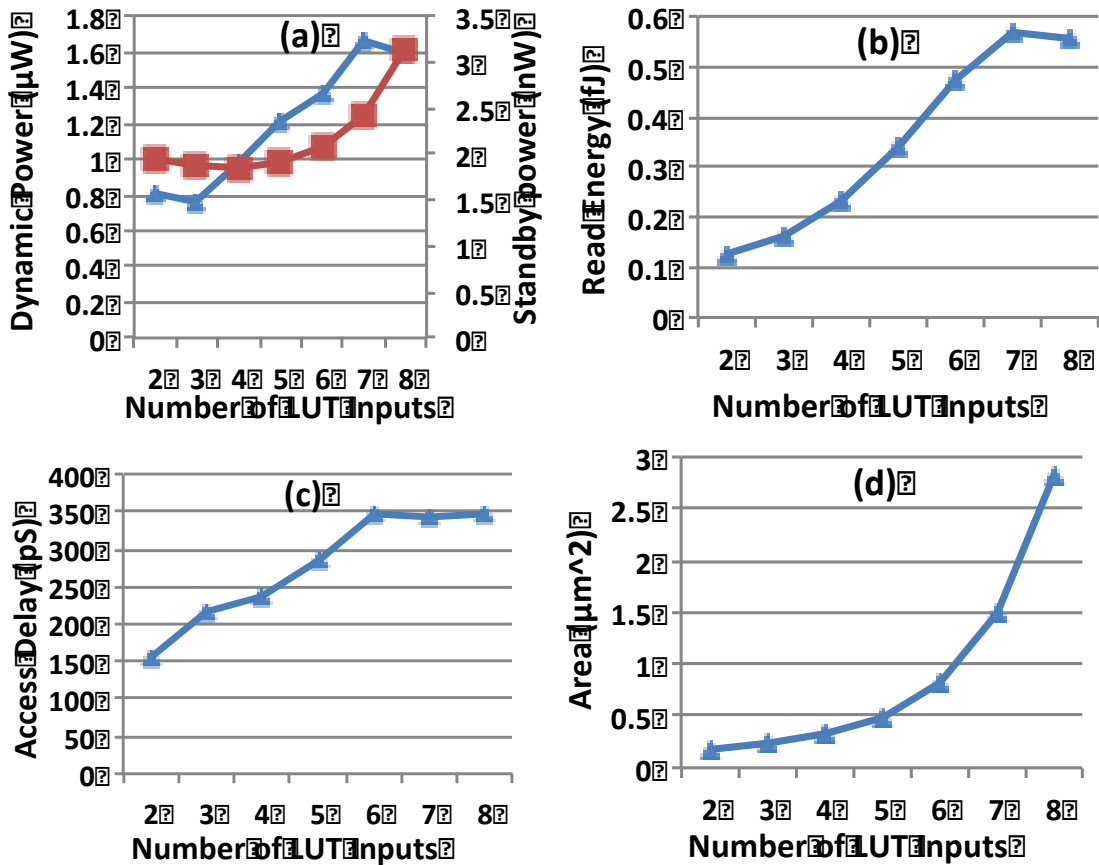 (a)
Dynamic Power (μW)
1.8
1.6
1.4
1.2
1
0.8
0.6
0.4
0.2
0
Standby power (nW)
3.5
3
2.5
2
1.5
1
0.5
0
2 3 4 5 6 7 8
Number of LUT Inputs
(b)
Read Energy (fJ)
0.6
0.5
0.4
0.3
0.2
0.1
0
2 3 4 5 6 7 8
Number of LUT Inputs
(c)
Access Delay (pS)
400
350
300
250
200
150
100
50
0
2 3 4 5 6 7 8
Number of LUT Inputs
(d)
Area (μm^2)
3
2.5
2
1.5
1
0.5
0
2 3 4 5 6 7 8
Number of LUT Inputs